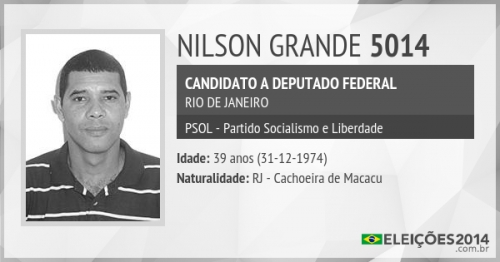 NILSON GRANDE 5014
CANDIDATO A DEPUTADO FEDERAL
RIO DE JANEIRO
PSOL - Partido Socialismo e Liberdade
Idade: 39 anos (31-12-1974)
Naturalidade: RJ - Cachoeira de Macacu
ELEIÇÕES2014
.com.br